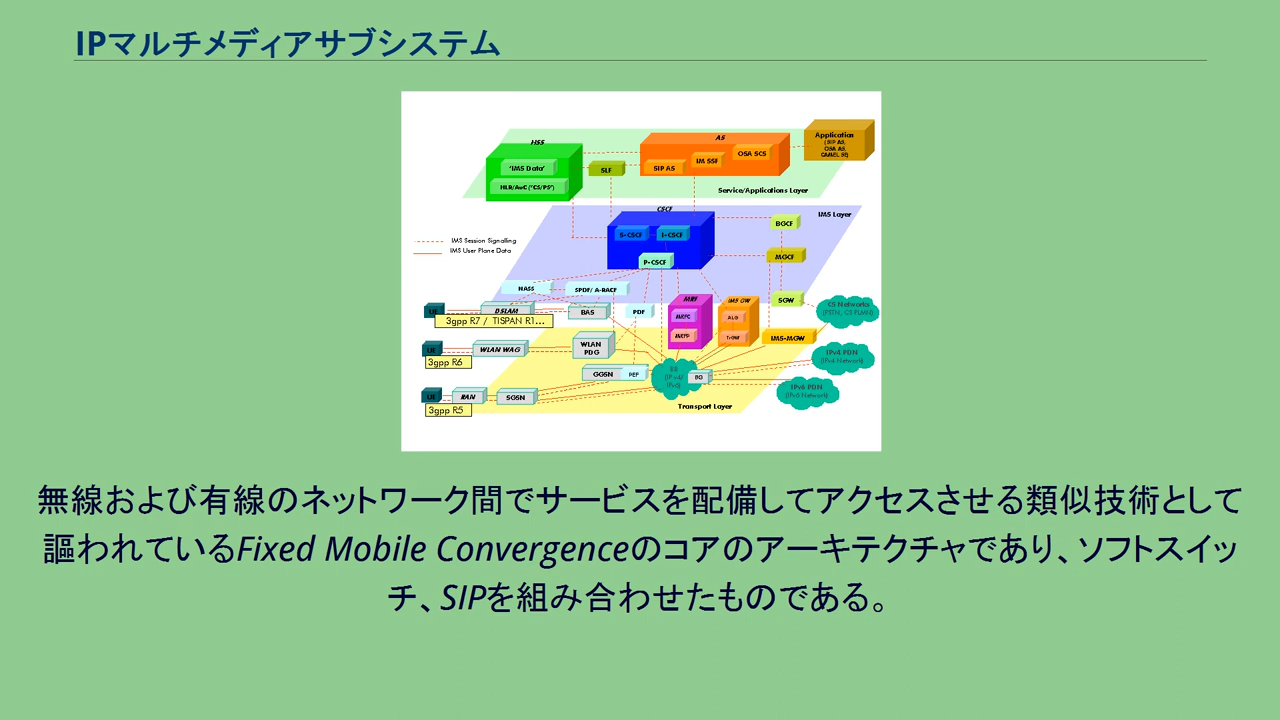 IPマルチメディアサブシステム
HSS
AS
Application
(SIP AS,
OSA AS,
CAMEL SE)
'IMS Data'
SLF
SIP AS
IM SSF
OSA SCS
HLR/AuC ('CS/PS')
Service/Applications Layer
CSCF
IMS Layer
S-CSCF
I-CSCF
BGCF
IMS Session Signalling
IMS User Plane Data
P-CSCF
MGCF
NASS
SPDF/ A-RACF
SGW
MRF
IMS GW
CS Networks
(PSTN, CS PLMN)
UE
DSLAM
BAS
PDF
MRFC
ALG
3gpp R7 / TISPAN R1...
MRFP
TrGW
IMS-MGW
UE
WLAN WAG
WLAN
PDG
IPv4 PDN
(IPv4 Network)
3gpp R6
GGSN
PEF
BB
(IPv4/
IPv6)
BG
UE
RAN
SGSN
IPv6 PDN
(IPv6 Network)
3gpp R5
Transport Layer
無線および有線のネットワーク間でサービスを配備してアクセスさせる類似技術として
謳われているFixed Mobile Convergenceのコアのアーキテクチャであり、ソフトスイッ
チ、SIPを組み合わせたものである。